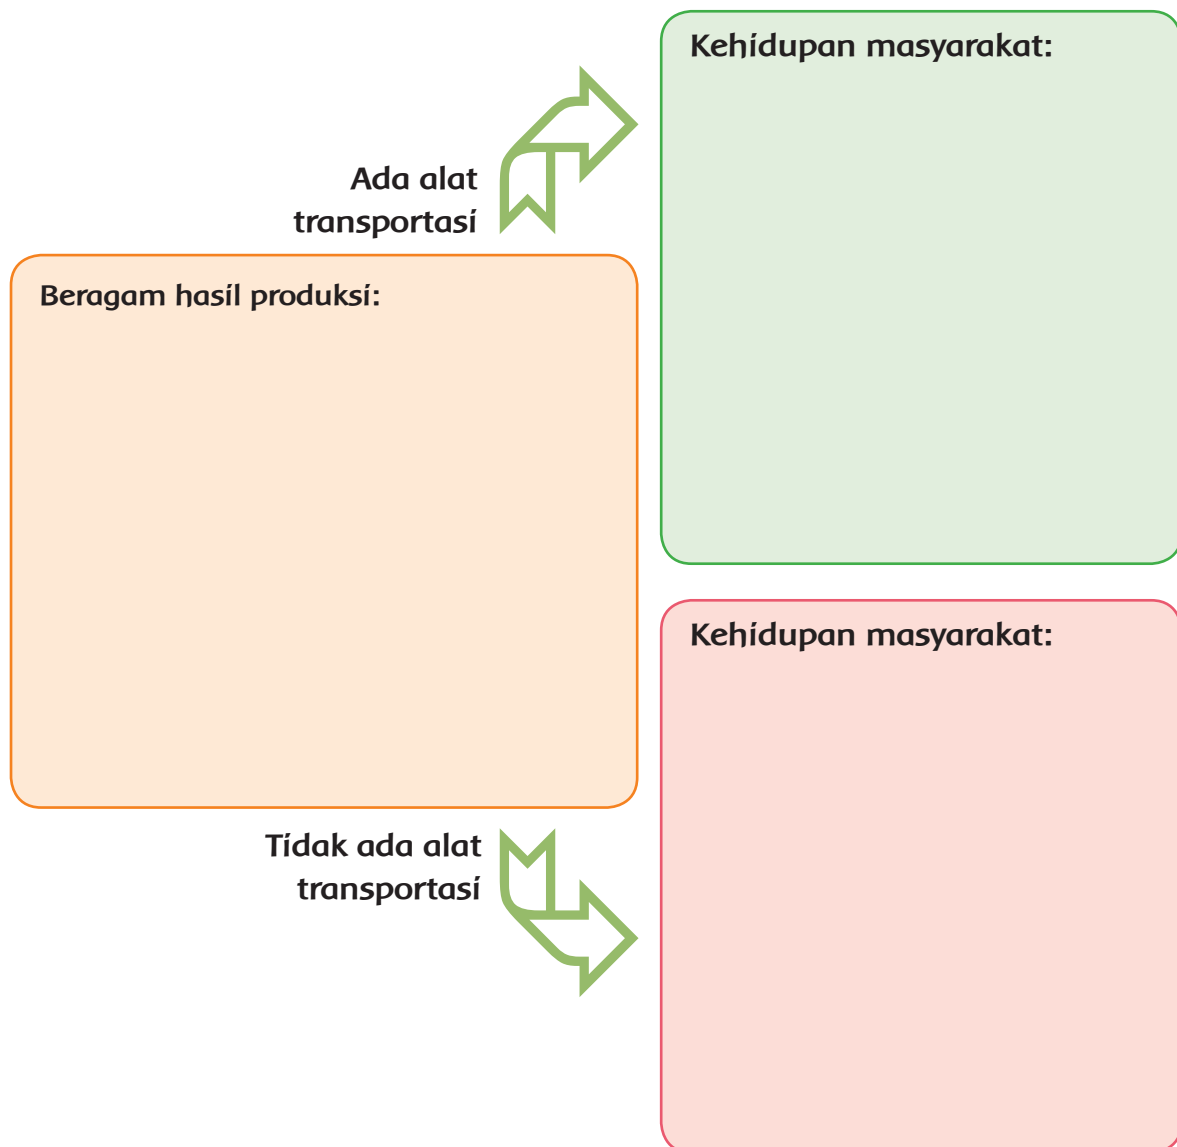 Kehidupan masyarakat:
Ada alat
transportasi
Beragam hasil produksi:
Kehidupan masyarakat:
Tidak ada alat
transportasi